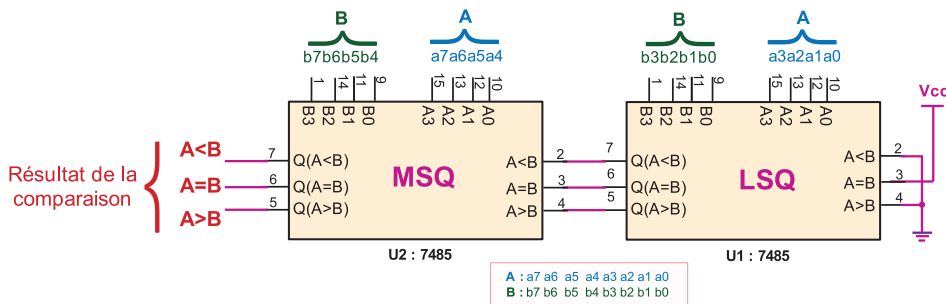 B
A
B
A
b7b6b5b4
a7a6a5a4
b3b2b1b0
a3a2a1a0
1 14 11 9
15 13 12 10
1 14 11 9
15 13 12 10
Vcc
B3 B2 B1 B0
A3 A2 A1 A0
B3 B2 B1 B0
A3 A2 A1 A0
Résultat de la
comparaison
A<B
A=B
A>B
7
6
5
Q(A<B)
Q(A=B)
Q(A>B)
MSQ
A<B
A=B
A>B
2
3
4
7
6
5
Q(A<B)
Q(A=B)
Q(A>B)
LSQ
A<B
A=B
A>B
2
3
4
U2 : 7485
U1 : 7485
A : a7 a6 a5 a4 a3 a2 a1 a0
B : b7 b6 b5 b4 b3 b2 b1 b0